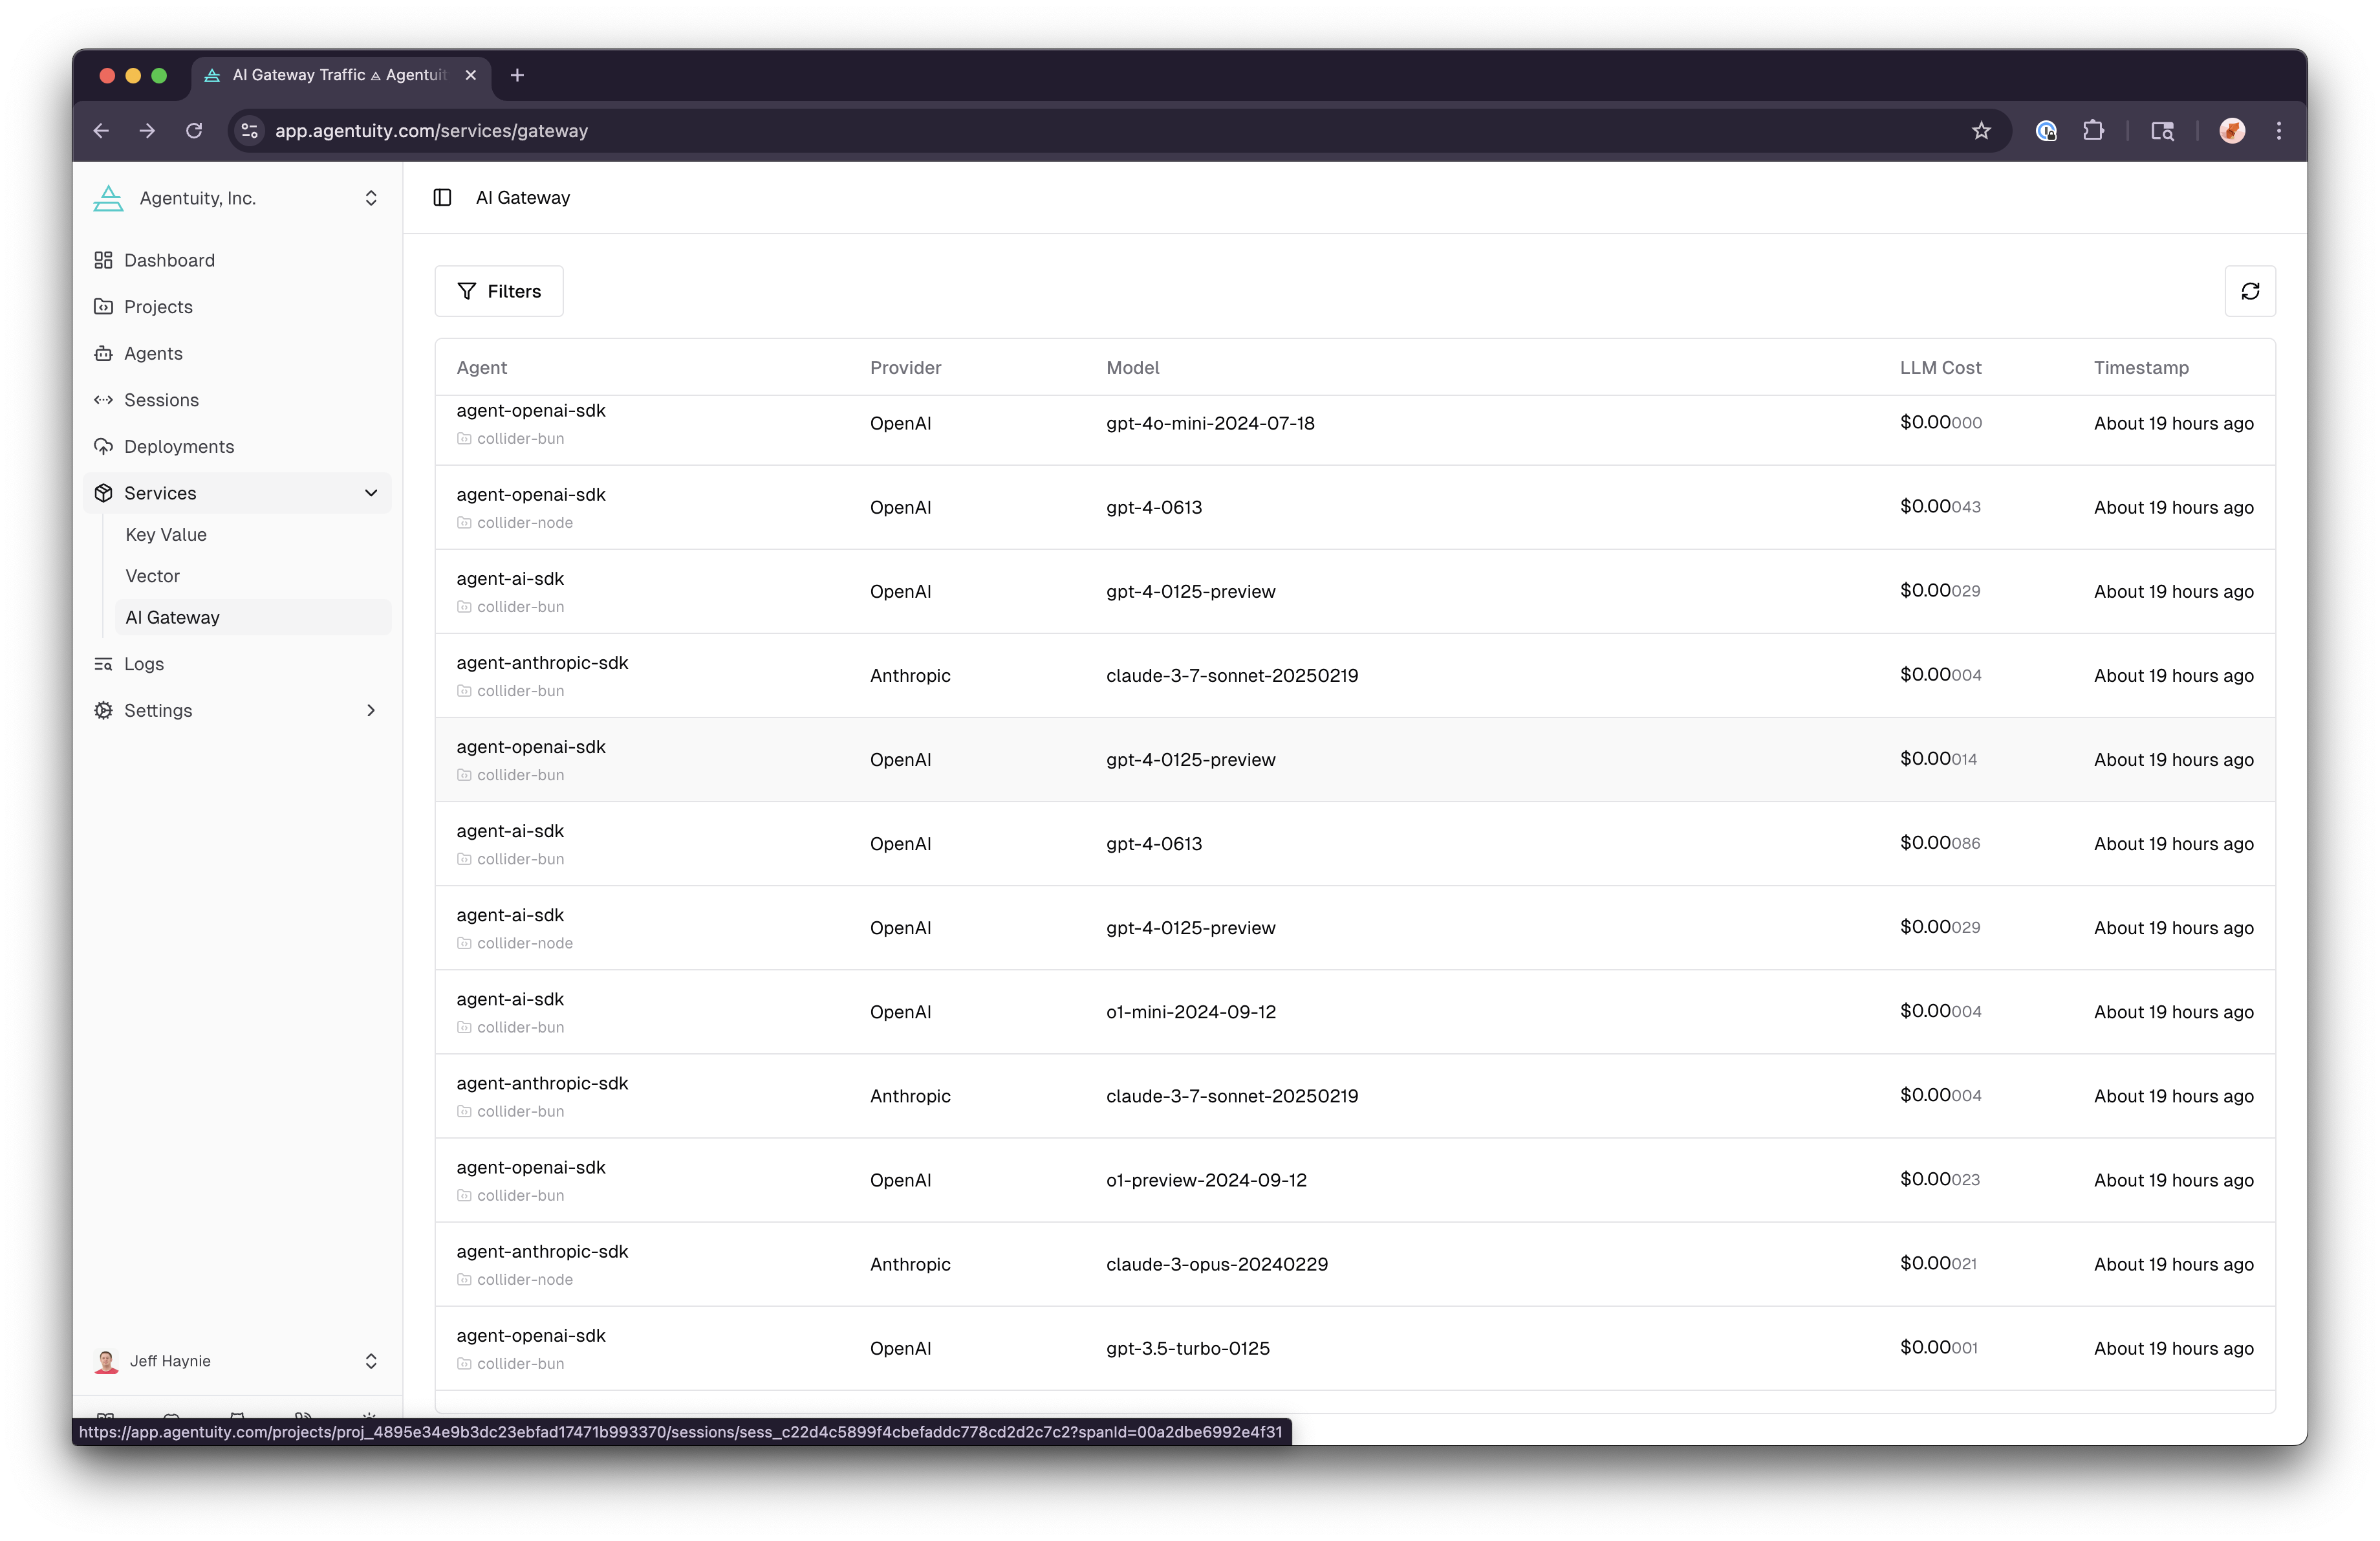 AI Gateway Traffic ⟁ Agentuit
app.agentuity.com/services/gateway
Agentuity, Inc.
Dashboard
Projects
Agents
Sessions
Deployments
Services
Key Value
Vector
AI Gateway
Logs
Settings
Jeff Haynie
AI Gateway
Filters
Agent Provider Model LLM Cost Timestamp
agent-openai-sdk
collider-bun
OpenAI gpt-4o-mini-2024-07-18 $0.00000 About 19 hours ago
agent-openai-sdk
collider-node
OpenAI gpt-4-0613 $0.00043 About 19 hours ago
agent-ai-sdk
collider-bun
OpenAI gpt-4-0125-preview $0.00029 About 19 hours ago
agent-anthropic-sdk
collider-bun
Anthropic claude-3-7-sonnet-20250219 $0.00004 About 19 hours ago
agent-openai-sdk
collider-bun
OpenAI gpt-4-0125-preview $0.00014 About 19 hours ago
agent-ai-sdk
collider-bun
OpenAI gpt-4-0613 $0.00086 About 19 hours ago
agent-ai-sdk
collider-node
OpenAI gpt-4-0125-preview $0.00029 About 19 hours ago
agent-ai-sdk
collider-bun
OpenAI o1-mini-2024-09-12 $0.00004 About 19 hours ago
agent-anthropic-sdk
collider-bun
Anthropic claude-3-7-sonnet-20250219 $0.00004 About 19 hours ago
agent-openai-sdk
collider-bun
OpenAI o1-preview-2024-09-12 $0.00023 About 19 hours ago
agent-anthropic-sdk
collider-node
Anthropic claude-3-opus-20240229 $0.00021 About 19 hours ago
agent-openai-sdk
collider-bun
OpenAI gpt-3.5-turbo-0125 $0.00001 About 19 hours ago
https://app.agentuity.com/projects/proj_4895e34e9b3dc23ebfad17471b993370/sessions/sess_c22d4c5899f4cbefaddc778cd2d2c7c2?spanId=00a2dbe6992e4f31